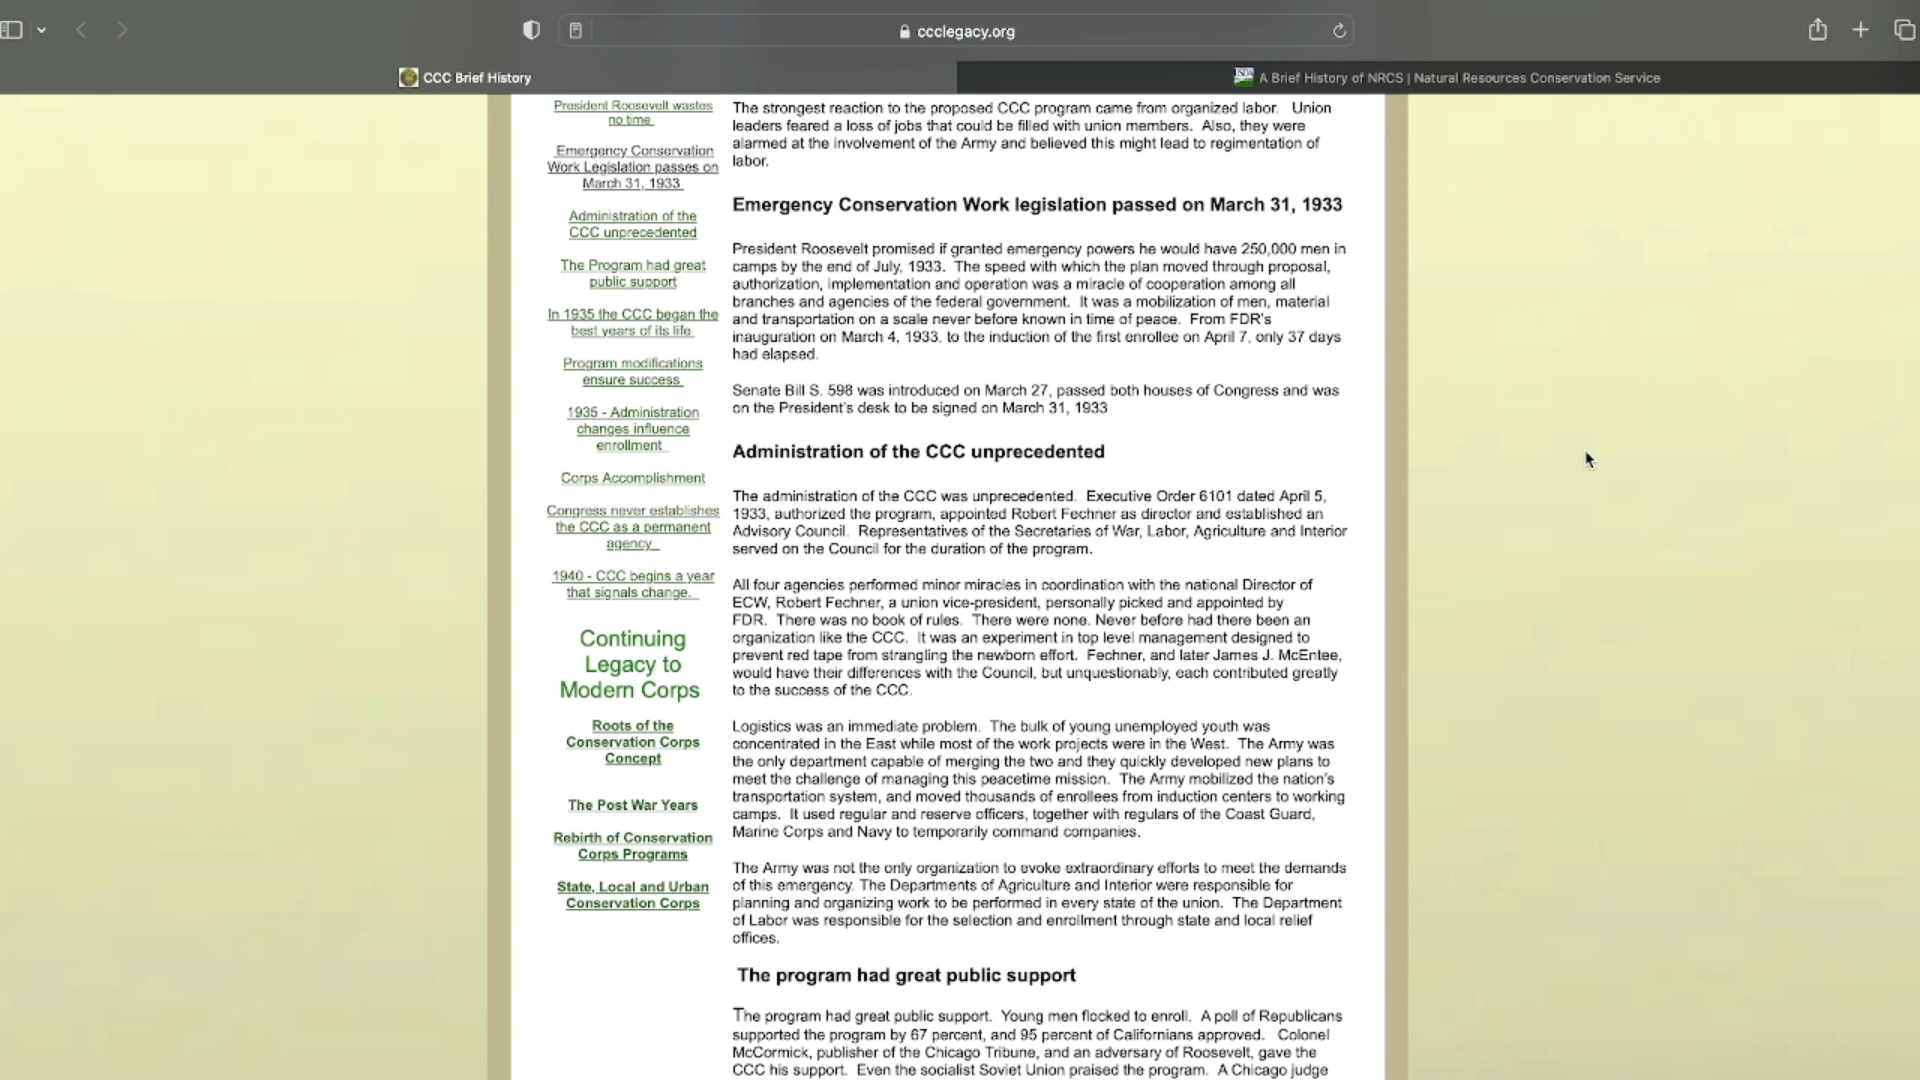 ccclegacy.org
CCC Brief History
A Brief History of NRCS | Natural Resources Conservation Service
President Roosevelt wastes
no time
Emergency Conservation
Work Legislation passes on
March 31, 1933
Administration of the
CCC unprecedented
The Program had great
public support
In 1935 the CCC began the
best years of its life
Program modifications
ensure success
1935 - Administration
changes influence
enrollment
Corps Accomplishment
Congress never establishes
the CCC as a permanent
agency
1940 - CCC begins a year
that signals change.
Continuing
Legacy to
Modern Corps
Roots of the
Conservation Corps
Concept
The Post War Years
Rebirth of Conservation
Corps Programs
State, Local and Urban
Conservation Corps
The strongest reaction to the proposed CCC program came from organized labor. Union
leaders feared a loss of jobs that could be filled with union members. Also, they were
alarmed at the involvement of the Army and believed this might lead to regimentation of
labor.
Emergency Conservation Work legislation passed on March 31, 1933
President Roosevelt promised if granted emergency powers he would have 250,000 men in
camps by the end of July, 1933. The speed with which the plan moved through proposal,
authorization, implementation and operation was a miracle of cooperation among all
branches and agencies of the federal government. It was a mobilization of men, material
and transportation on a scale never before known in time of peace. From FDR's
inauguration on March 4, 1933, to the induction of the first enrollee on April 7, only 37 days
had elapsed.
Senate Bill S. 598 was introduced on March 27, passed both houses of Congress and was
on the President's desk to be signed on March 31, 1933
Administration of the CCC unprecedented
The administration of the CCC was unprecedented. Executive Order 6101 dated April 5,
1933, authorized the program, appointed Robert Fechner as director and established an
Advisory Council. Representatives of the Secretaries of War, Labor, Agriculture and Interior
served on the Council for the duration of the program.
All four agencies performed minor miracles in coordination with the national Director of
ECW, Robert Fechner, a union vice-president, personally picked and appointed by
FDR. There was no book of rules. There were none. Never before had there been an
organization like the CCC. It was an experiment in top level management designed to
prevent red tape from strangling the newborn effort. Fechner, and later James J. McEntee,
would have their differences with the Council, but unquestionably, each contributed greatly
to the success of the CCC.
Logistics was an immediate problem. The bulk of young unemployed youth was
concentrated in the East while most of the work projects were in the West. The Army was
the only department capable of merging the two and they quickly developed new plans to
meet the challenge of managing this peacetime mission. The Army mobilized the nation's
transportation system, and moved thousands of enrollees from induction centers to working
camps. It used regular and reserve officers, together with regulars of the Coast Guard,
Marine Corps and Navy to temporarily command companies.
The Army was not the only organization to evoke extraordinary efforts to meet the demands
of this emergency. The Departments of Agriculture and Interior were responsible for
planning and organizing work to be performed in every state of the union. The Department
of Labor was responsible for the selection and enrollment through state and local relief
offices.
The program had great public support
The program had great public support. Young men flocked to enroll. A poll of Republicans
supported the program by 67 percent, and 95 percent of Californians approved. Colonel
McCormick, publisher of the Chicago Tribune, and an adversary of Roosevelt, gave the
CCC his support. Even the socialist Soviet Union praised the program. A Chicago judge